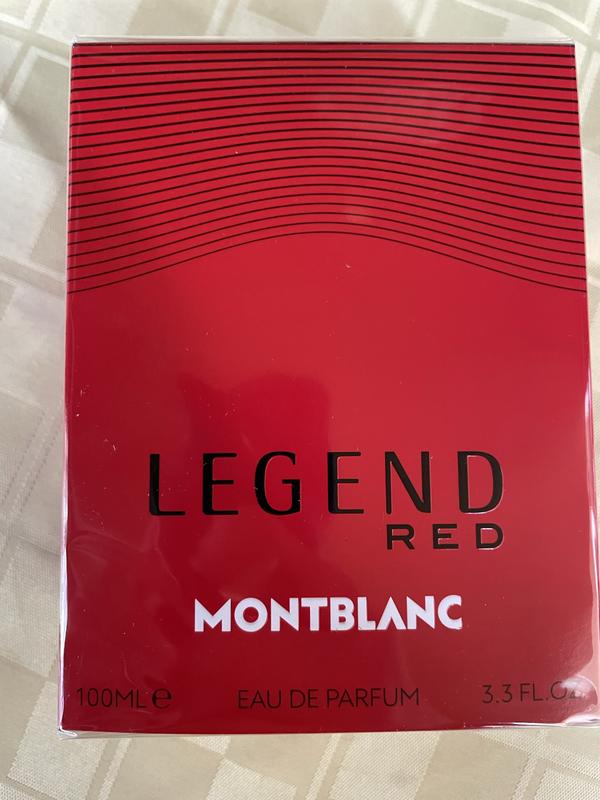 LEGEND
RED
MONTBLANC
100ML ℮ EAU DE PARFUM 3.3 FL.OZ.